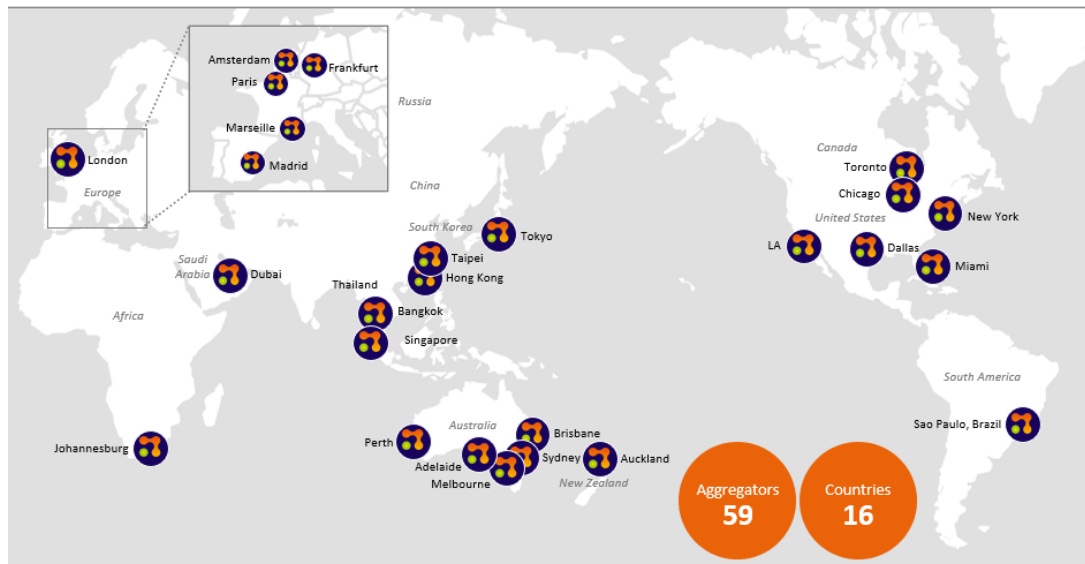 Amsterdam
Frankfurt
Paris
Marseille
Madrid
London
Europe
Russia
China
South Korea
Tokyo
Taipei
Hong Kong
Saudi
Arabia
Dubai
Thailand
Bangkok
Singapore
Africa
Johannesburg
Canada
Toronto
Chicago
New York
United States
LA
Dallas
Miami
South America
Sao Paulo, Brazil
Australia
Perth
Brisbane
Adelaide
Sydney
Melbourne
Auckland
New Zealand
Aggregators
59
Countries
16